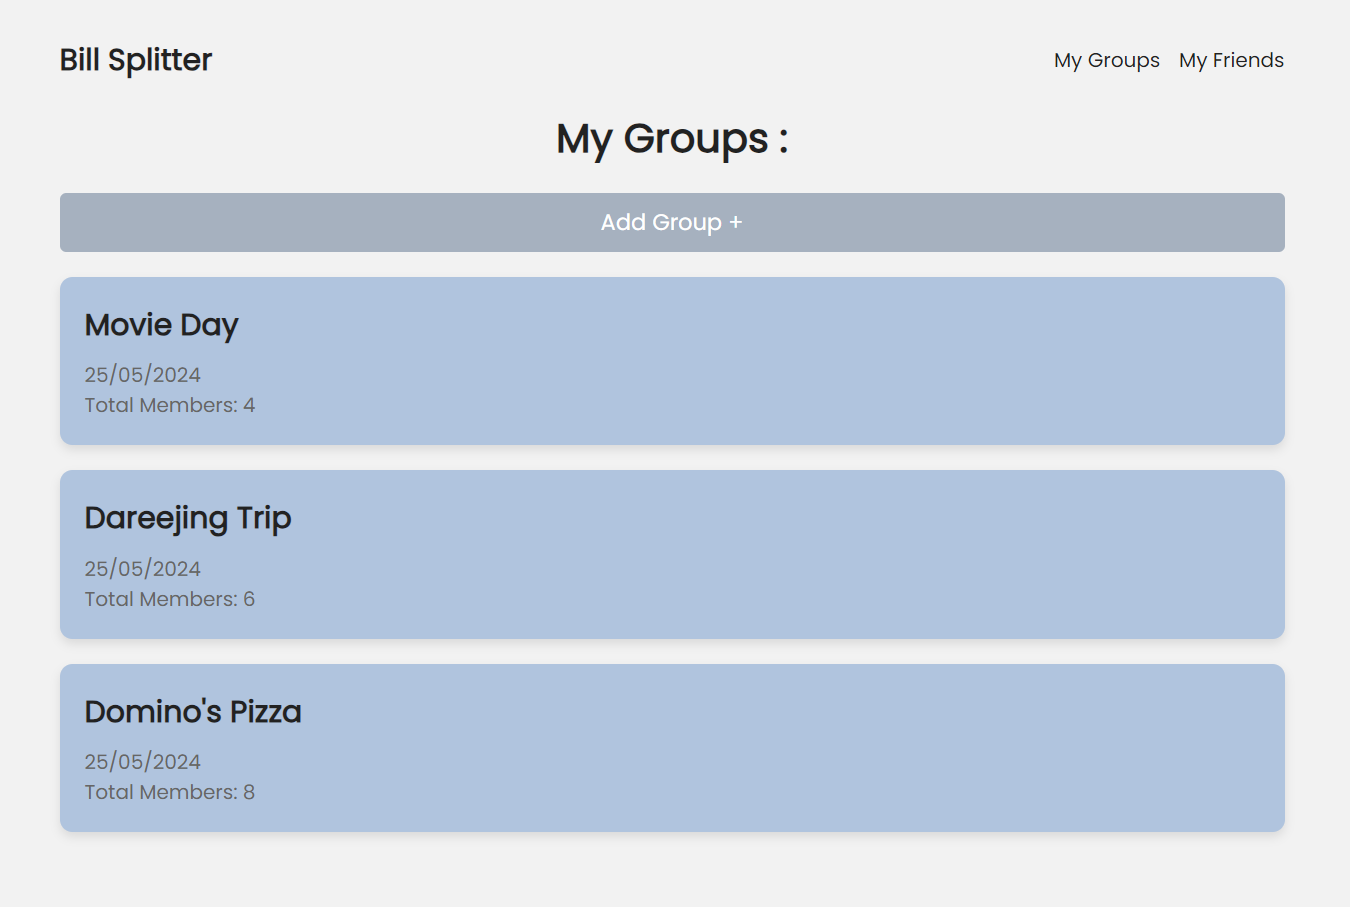 Bill Splitter
My Groups My Friends
My Groups :
Add Group +
Movie Day
25/05/2024
Total Members: 4
Dareejing Trip
25/05/2024
Total Members: 6
Domino's Pizza
25/05/2024
Total Members: 8